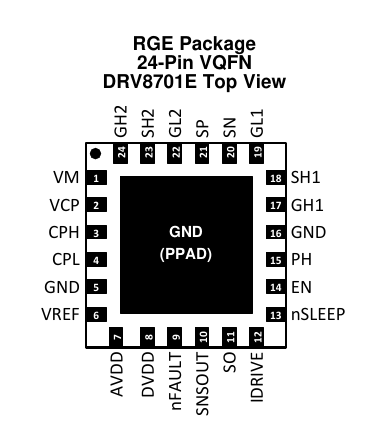 RGE Package
24-Pin VQFN
DRV8701E Top View
GH2 SH2 GL2 SP SN GL1
24 23 22 21 20 19
VM 1
VCP 2
CPH 3
CPL 4
GND 5
VREF 6
GND
(PPAD)
18 SH1
17 GH1
16 GND
15 PH
14 EN
13 nSLEEP
7 8 9 10 11 12
AVDD DVDD nFAULT SNSOUT SO IDRIVE